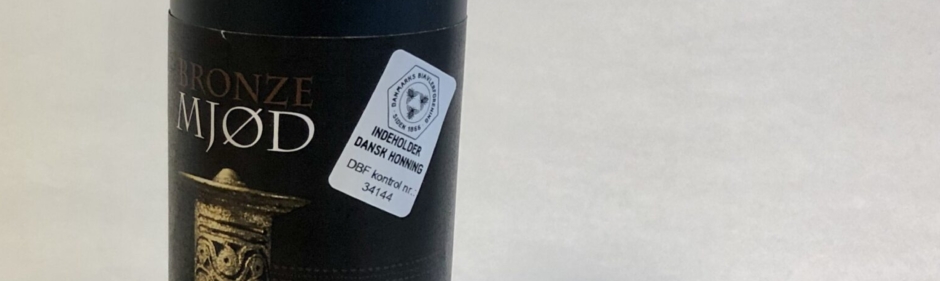 BRONZE
MJØD
DANMARKS BIAVLERFORENING
SIDEN 1866
INDEHOLDER
DANSK HONNING
DBF kontrol nr.
34144